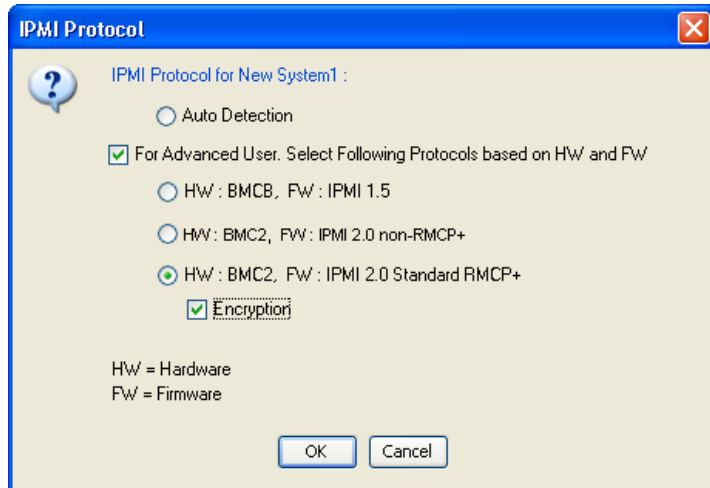 IPMI Protocol
IPMI Protocol for New System1 :
Auto Detection
For Advanced User. Select Following Protocols based on HW and FW
HW : BMCB, FW : IPMI 1.5
HW : BMC2, FW : IPMI 2.0 non-RMCP+
HW : BMC2, FW : IPMI 2.0 Standard RMCP+
Encryption
HW = Hardware
FW = Firmware
OK Cancel